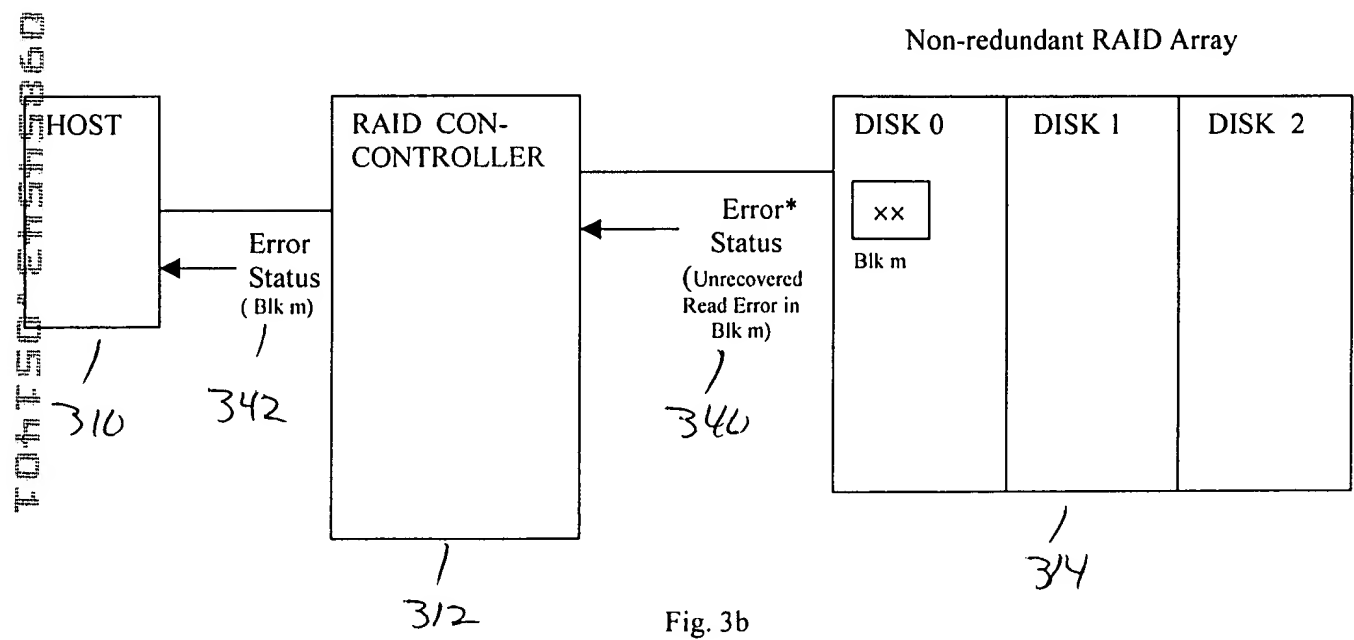 Non-redundant RAID Array
HOST
RAID CON-
CONTROLLER
DISK 0
DISK 1
DISK 2
××
Blk m
Error
Status
( Blk m)
Error*
Status
(Unrecovered
Read Error in
Blk m)
310
342
340
312
314
Fig. 3b